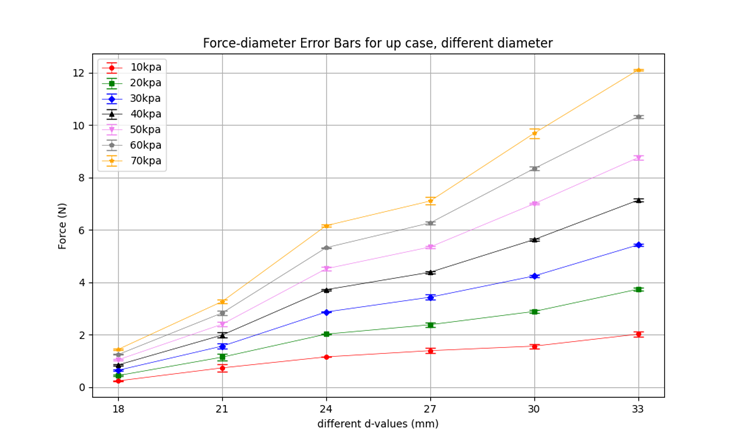 Force-diameter Error Bars for up case, different diameter
12
10
8
6
4
2
0
Force (N)
10kpa
20kpa
30kpa
40kpa
50kpa
60kpa
70kpa
18 21 24 27 30 33
different d-values (mm)